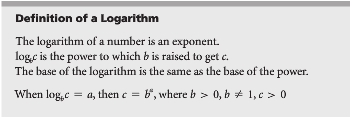 Definition of a Logarithm
The logarithm of a number is an exponent.
log_b c is the power to which b is raised to get c.
The base of the logarithm is the same as the base of the power.
When log_b c = a, then c = bᵃ, where b > 0, b ≠ 1, c > 0